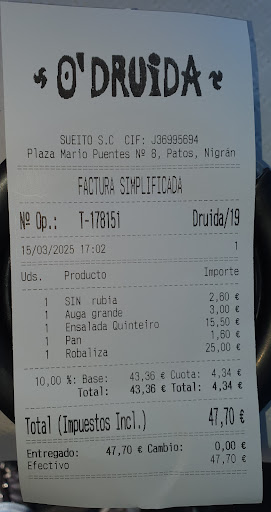 O'DRUIDA
SUEITO S.C CIF: J36995694
Plaza Mario Puentes Nº 8, Patos, Nigrán
FACTURA SIMPLIFICADA
Nº Op.: T-178151 Druida/19
15/03/2025 17:02 1
Uds. Producto Importe
1 SIN rubia 2,60 €
1 Auga grande 3,00 €
1 Ensalada Quinteiro 15,50 €
1 Pan 1,60 €
1 Robaliza 25,00 €
10,00 %: Base: 43,36 € Cuota: 4,34 €
Total: 43,36 € Total: 4,34 €
Total (Impuestos Incl.) 47,70 €
Entregado: 47,70 € Cambio: 0,00 €
Efectivo 47,70 €